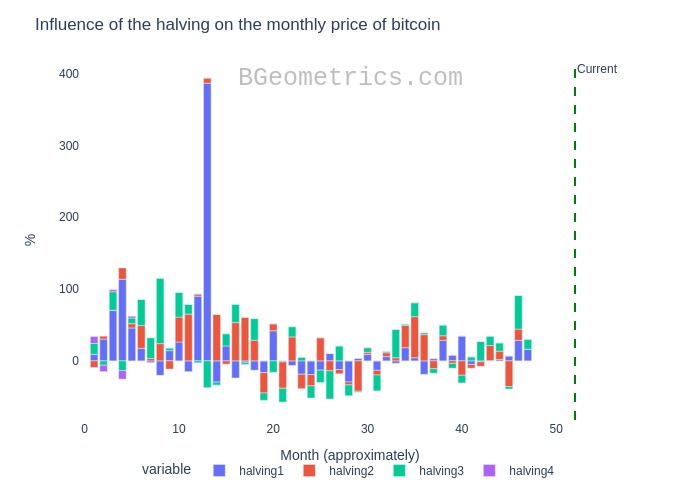 Influence of the halving on the monthly price of bitcoin
BGeometrics.com
Current
400
300
200
100
0
%
0 10 20 30 40 50
Month (approximately)
variable halving1 halving2 halving3 halving4